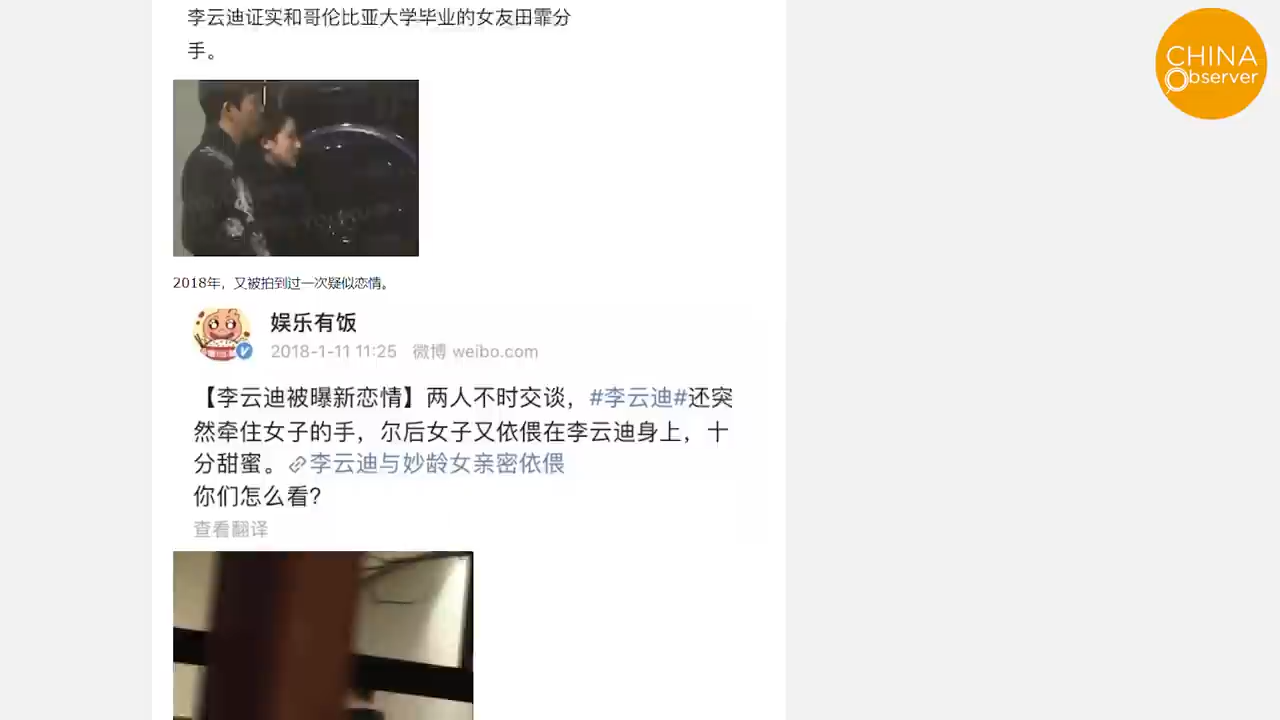 李云迪证实和哥伦比亚大学毕业的女友田霏分
手。
CHINA
Observer
2018年，又被拍到过一次疑似恋情。
娱乐有饭
2018-1-11 11:25 微博 weibo.com
【李云迪被曝新恋情】两人不时交谈，#李云迪#还突
然牵住女子的手，尔后女子又依偎在李云迪身上，十
分甜蜜。李云迪与妙龄女亲密依偎
你们怎么看?
查看翻译